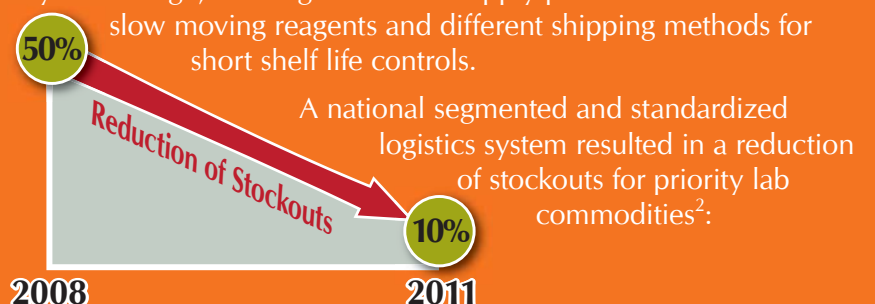 slow moving reagents and different shipping methods for
short shelf life controls.
50%
Reduction of Stockouts
A national segmented and standardized
logistics system resulted in a reduction
of stockouts for priority lab
commodities²:
10%
2008
2011